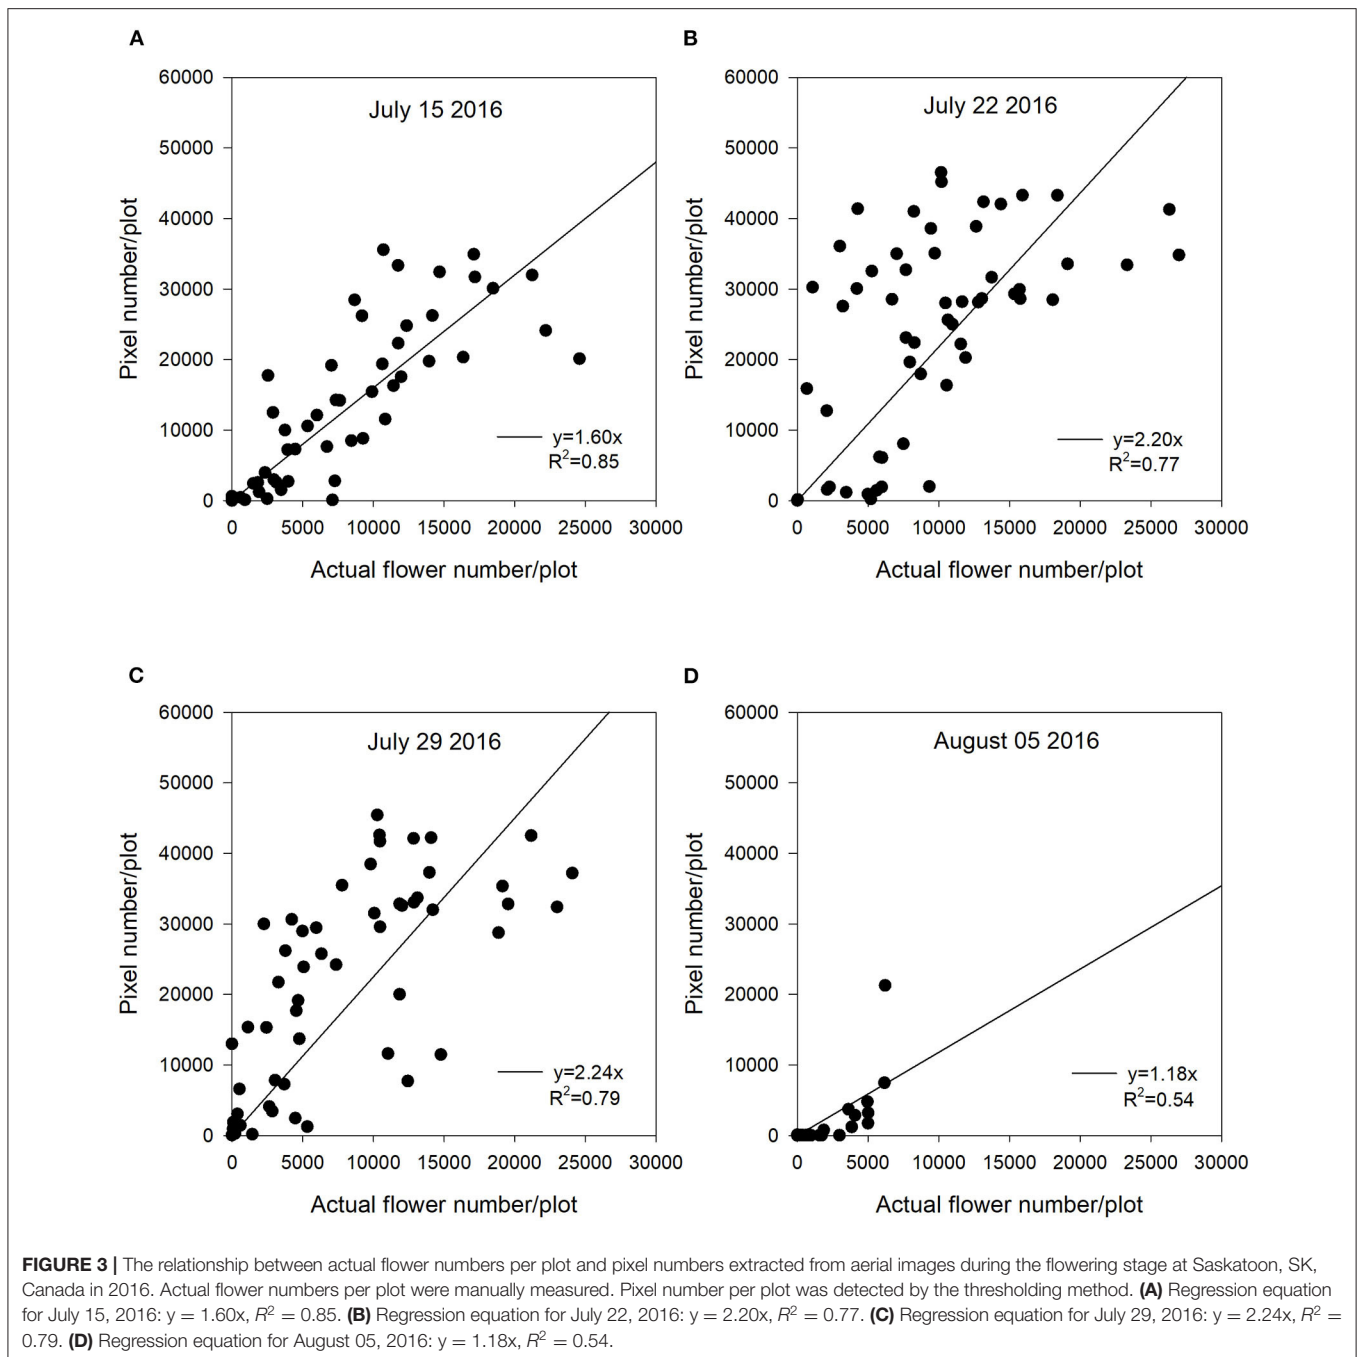 A
60000
50000
40000
30000
20000
10000
0
Pixel number/plot
July 15 2016
y=1.60x
R²=0.85
0 5000 10000 15000 20000 25000 30000
Actual flower number/plot
B
60000
50000
40000
30000
20000
10000
0
Pixel number/plot
July 22 2016
y=2.20x
R²=0.77
0 5000 10000 15000 20000 25000 30000
Actual flower number/plot
C
60000
50000
40000
30000
20000
10000
0
Pixel number/plot
July 29 2016
y=2.24x
R²=0.79
0 5000 10000 15000 20000 25000 30000
Actual flower number/plot
D
60000
50000
40000
30000
20000
10000
0
Pixel number/plot
August 05 2016
y=1.18x
R²=0.54
0 5000 10000 15000 20000 25000 30000
Actual flower number/plot
FIGURE 3 | The relationship between actual flower numbers per plot and pixel numbers extracted from aerial images during the flowering stage at Saskatoon, SK,
Canada in 2016. Actual flower numbers per plot were manually measured. Pixel number per plot was detected by the thresholding method. (A) Regression equation
for July 15, 2016: y = 1.60x, R² = 0.85. (B) Regression equation for July 22, 2016: y = 2.20x, R² = 0.77. (C) Regression equation for July 29, 2016: y = 2.24x, R² =
0.79. (D) Regression equation for August 05, 2016: y = 1.18x, R² = 0.54.